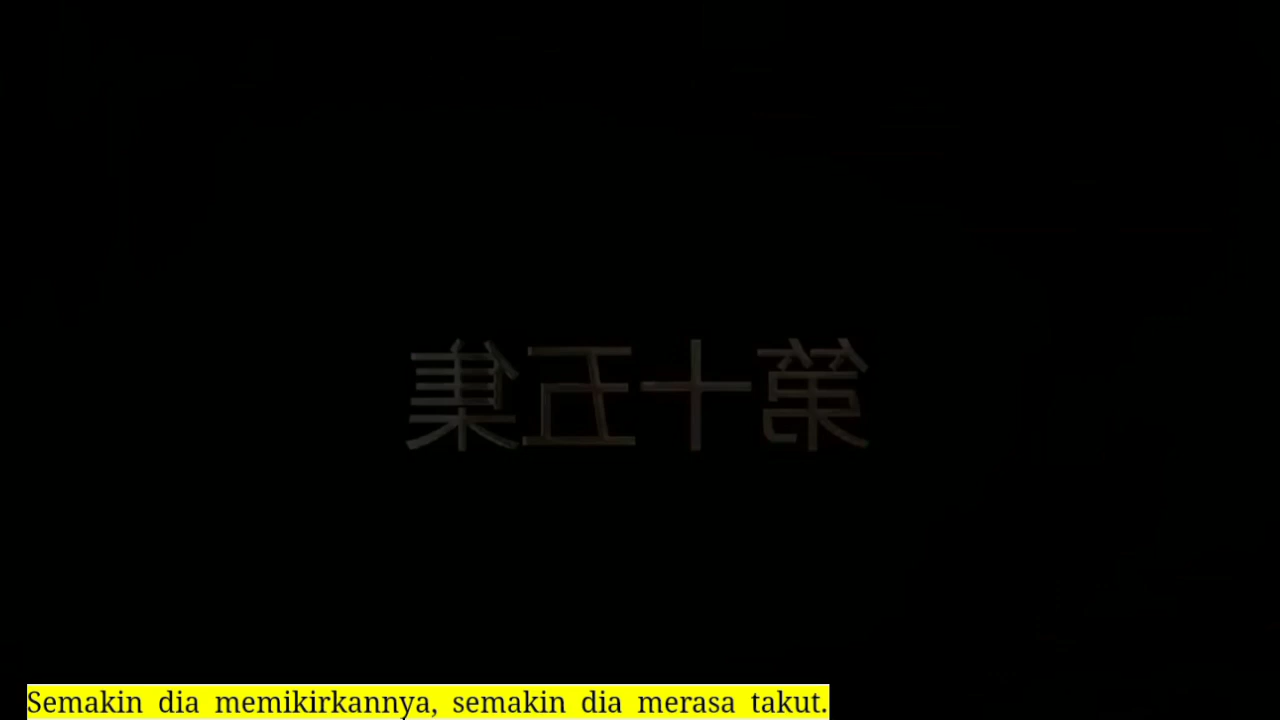 第十五集
Semakin dia memikirkannya, semakin dia merasa takut.